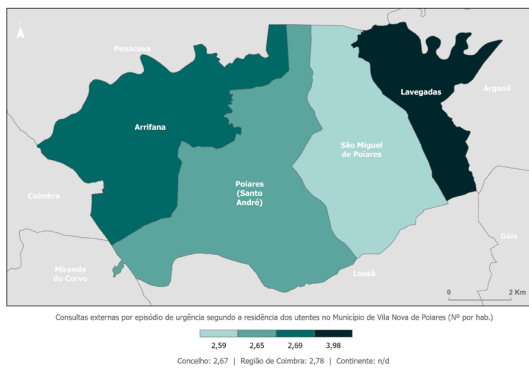 Penacova
Arganil
Lavegadas
Arrifana
São Miguel
de Poiares
Poiares
(Santo
André)
Coimbra
Góis
Miranda
do Corvo
Lousã
0 2 Km
Consultas externas por episódio de urgência segundo a residência dos utentes no Município de Vila Nova de Poiares (Nº por hab.)
2,59 2,65 2,69 3,98
Concelho: 2,67 | Região de Coimbra: 2,78 | Continente: n/d